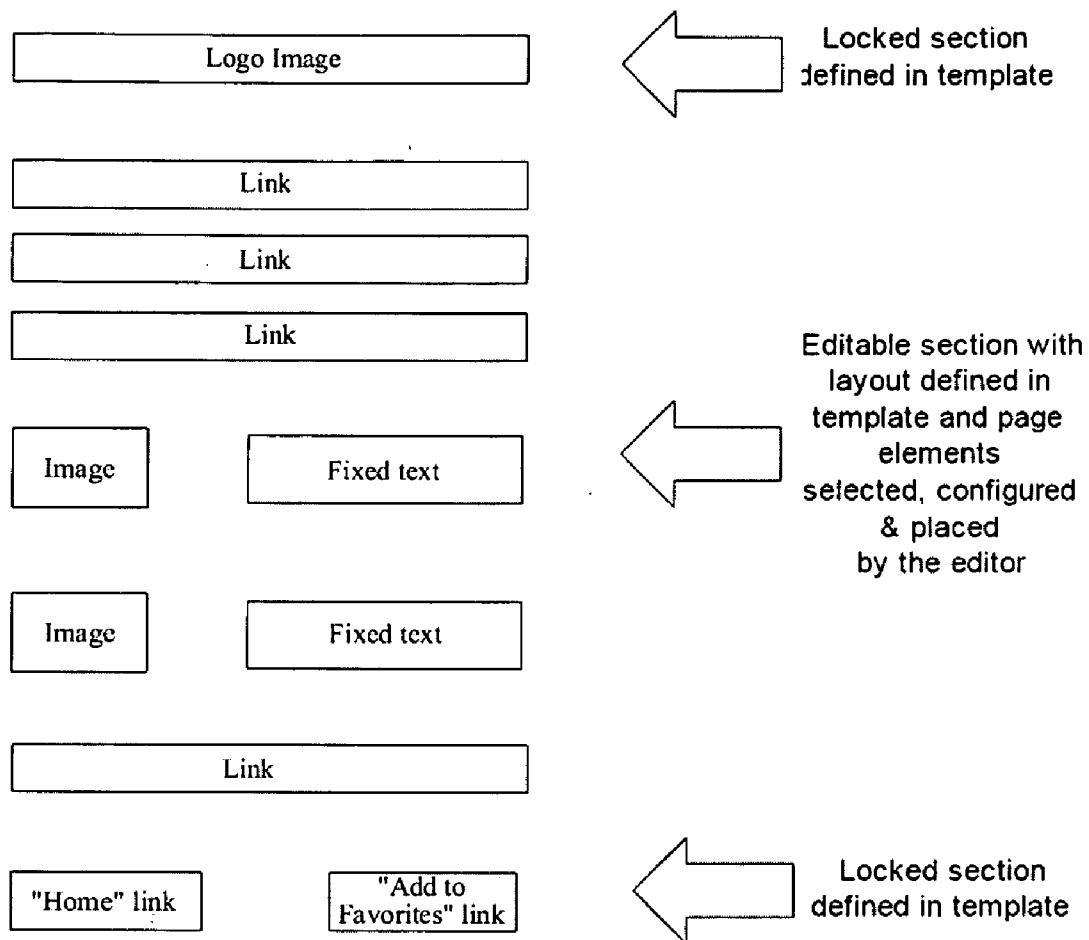 Logo Image
Locked section
defined in template
Link
Link
Link
Editable section with
layout defined in
template and page
elements
selected, configured
& placed
by the editor
Image
Fixed text
Image
Fixed text
Link
"Home" link
"Add to
Favorites" link
Locked section
defined in template